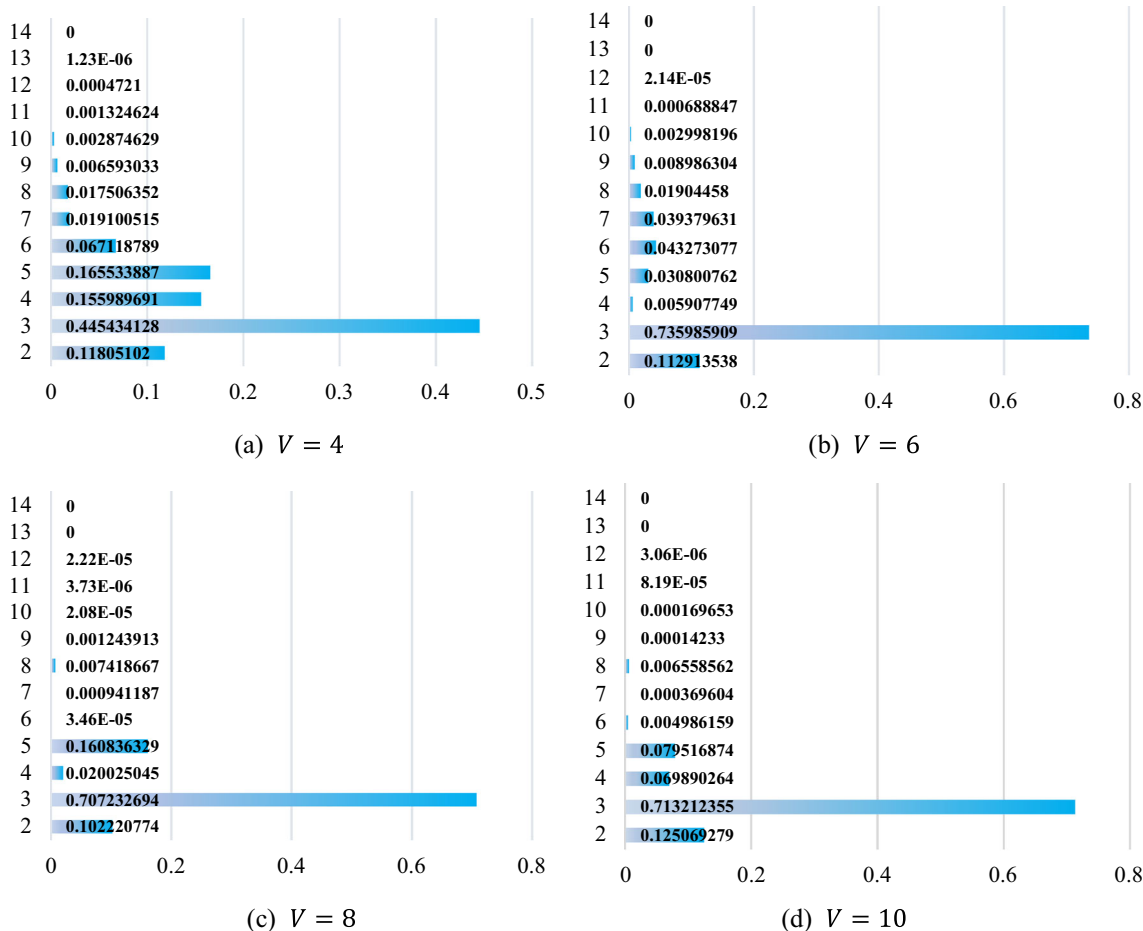 14 0
13 1.23E-06
12 0.0004721
11 0.001324624
10 0.002874629
9 0.006593033
8 0.017506352
7 0.019100515
6 0.067118789
5 0.165533887
4 0.155989691
3 0.445434128
2 0.11805102
0 0.1 0.2 0.3 0.4 0.5
(a) V = 4
14 0
13 0
12 2.14E-05
11 0.000688847
10 0.002998196
9 0.008986304
8 0.01904458
7 0.039379631
6 0.043273077
5 0.030800762
4 0.005907749
3 0.735985909
2 0.112913538
0 0.2 0.4 0.6 0.8
(b) V = 6
14 0
13 0
12 2.22E-05
11 3.73E-06
10 2.08E-05
9 0.001243913
8 0.007418667
7 0.000941187
6 3.46E-05
5 0.160836329
4 0.020025045
3 0.707232694
2 0.102220774
0 0.2 0.4 0.6 0.8
(c) V = 8
14 0
13 0
12 3.06E-06
11 8.19E-05
10 0.000169653
9 0.00014233
8 0.006558562
7 0.000369604
6 0.004986159
5 0.079516874
4 0.069890264
3 0.713212355
2 0.125069279
0 0.2 0.4 0.6 0.8
(d) V = 10